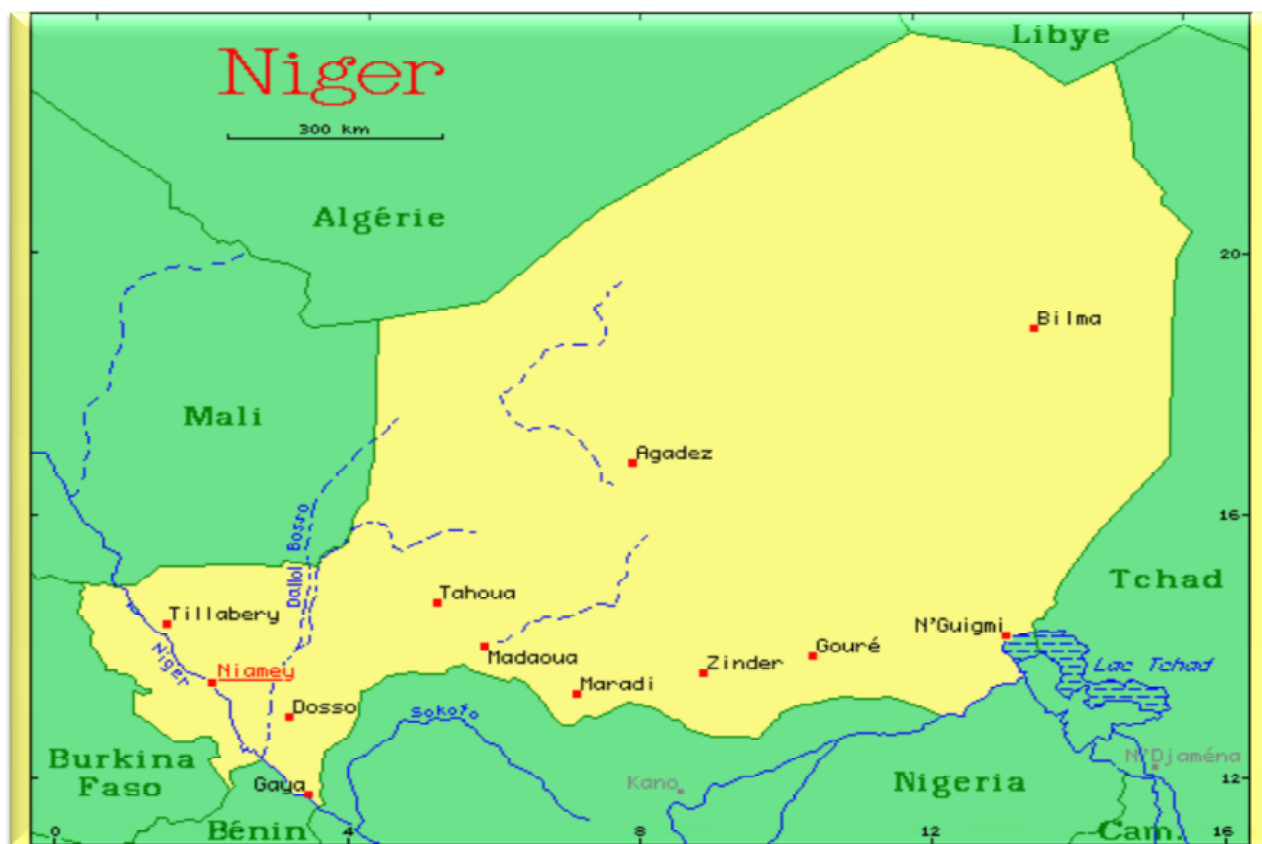 Niger
300 km
Libye
Algérie
20
Bilma
Mali
Agadez
16
Dallol Bosso
Tchad
Tahoua
Tillabery
N'Guigmi
Gouré
Madaoua
Zinder
Lac Tchad
Niger
Niamey
Maradi
Dosso
Sokoto
Burkina
Faso
N'Djaména
Kano
Nigeria
12
Gaya
Bénin
Cam.
0
4
8
12
16